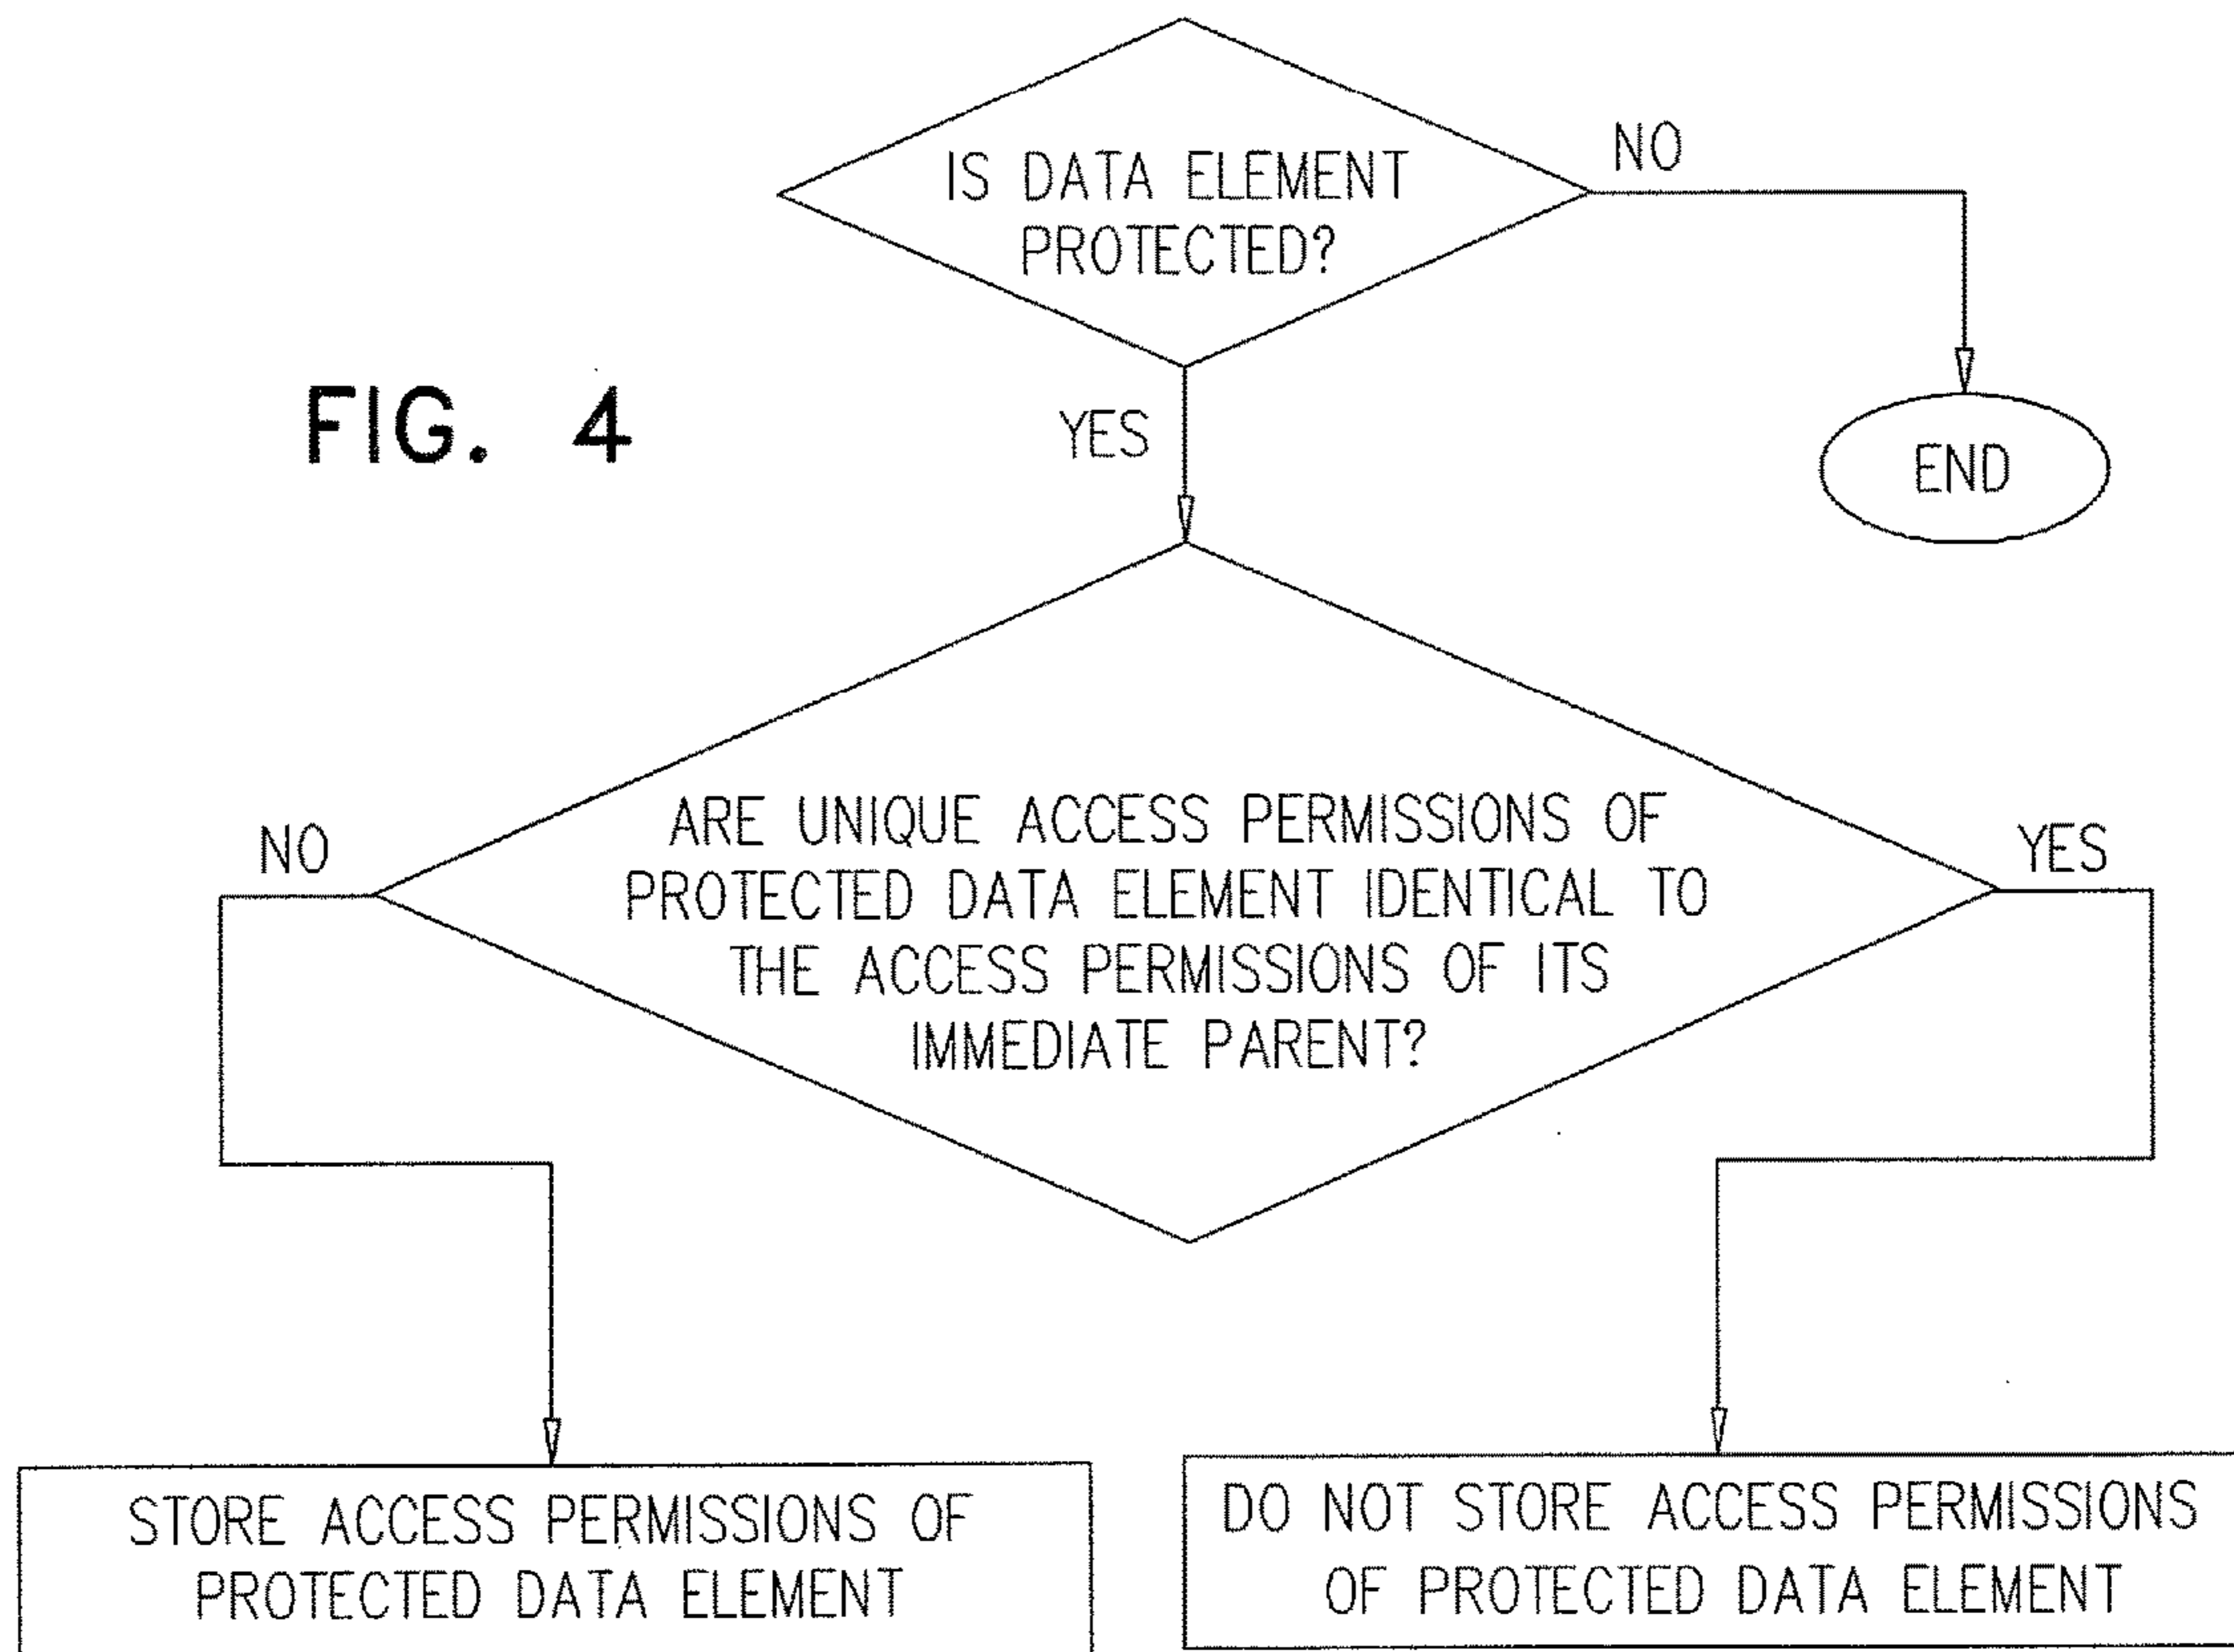 IS DATA ELEMENT
PROTECTED?
NO
FIG. 4
YES
END
ARE UNIQUE ACCESS PERMISSIONS OF
PROTECTED DATA ELEMENT IDENTICAL TO
THE ACCESS PERMISSIONS OF ITS
IMMEDIATE PARENT?
NO
YES
STORE ACCESS PERMISSIONS OF
PROTECTED DATA ELEMENT
DO NOT STORE ACCESS PERMISSIONS
OF PROTECTED DATA ELEMENT